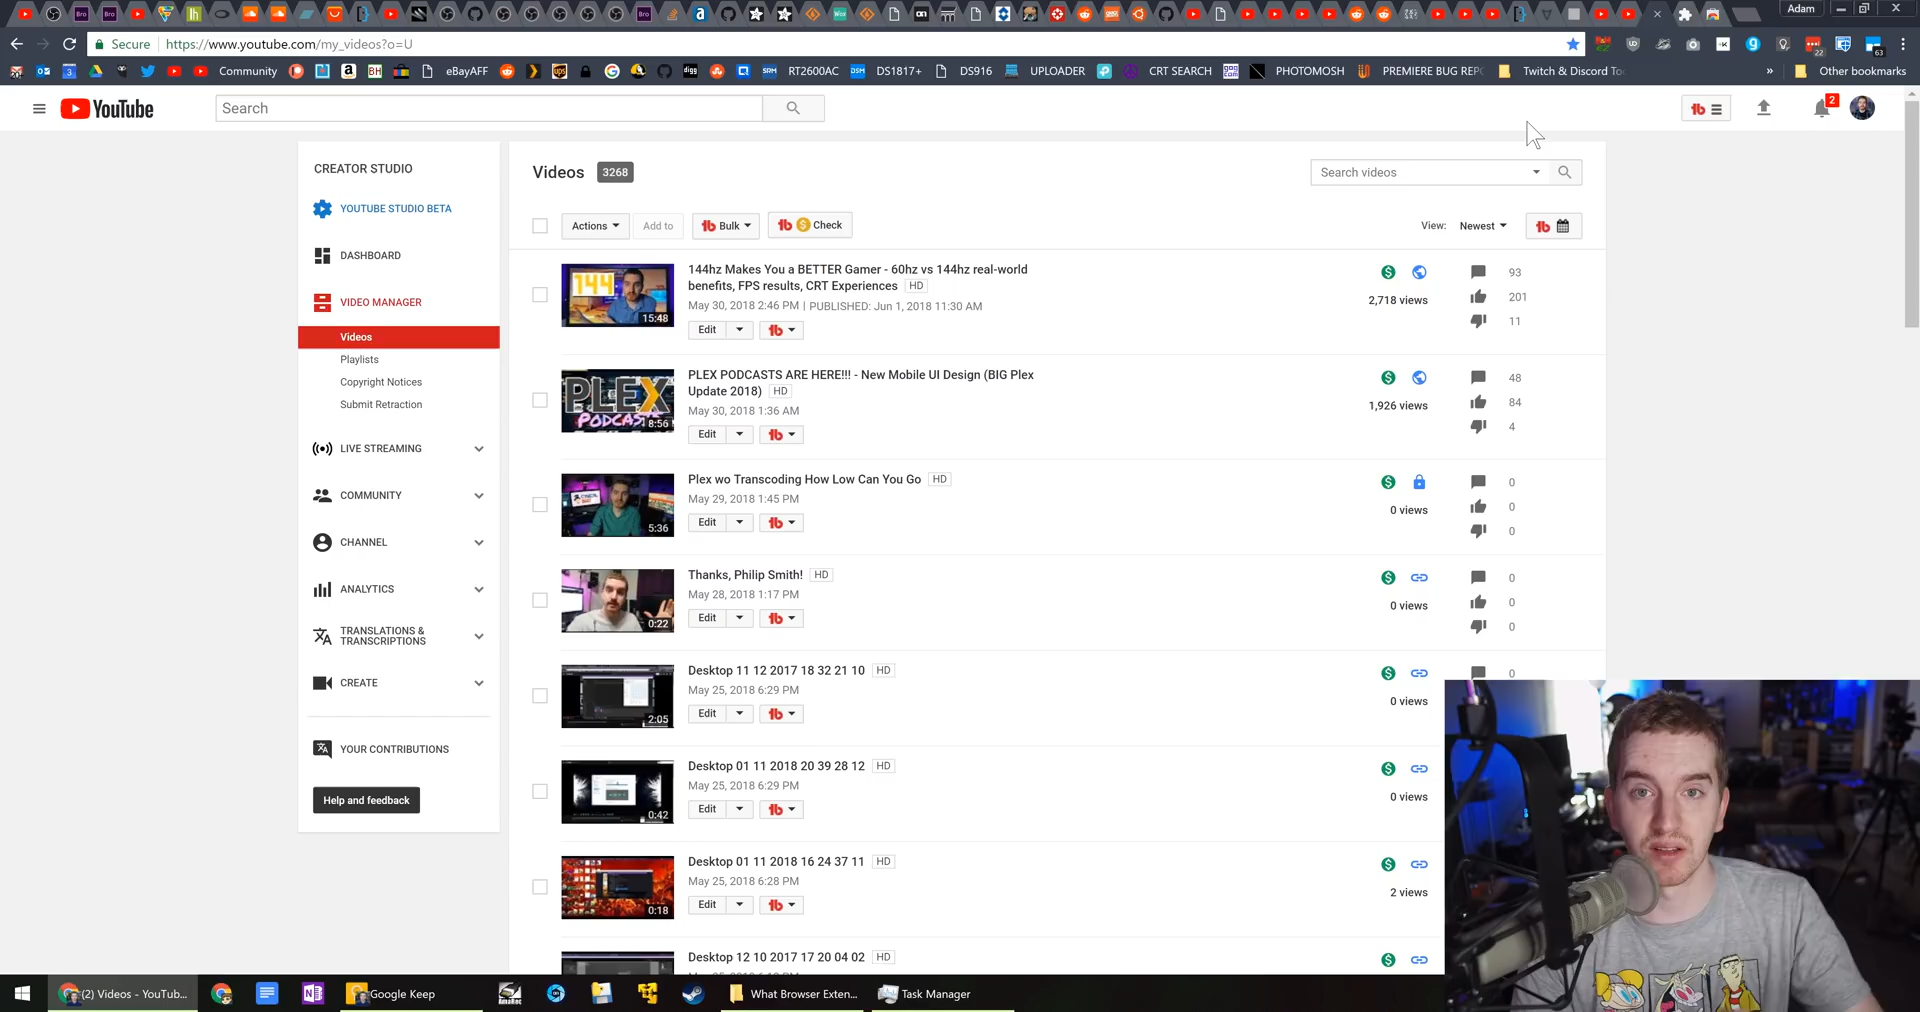 Adam
Secure https://www.youtube.com/my_videos?o=U
22
63
Community eBayAFF RT2600AC DS1817+ DS916 UPLOADER CRT SEARCH PHOTOMOSH PREMIERE BUG REP Twitch & Discord To » Other bookmarks
YouTube
Search
2
CREATOR STUDIO
YOUTUBE STUDIO BETA
DASHBOARD
VIDEO MANAGER
Videos
Playlists
Copyright Notices
Submit Retraction
LIVE STREAMING
COMMUNITY
CHANNEL
ANALYTICS
TRANSLATIONS &
TRANSCRIPTIONS
CREATE
YOUR CONTRIBUTIONS
Help and feedback
Videos 3268
Search videos
Actions Add to Bulk Check
View: Newest
144
15:48
144hz Makes You a BETTER Gamer - 60hz vs 144hz real-world
benefits, FPS results, CRT Experiences HD
May 30, 2018 2:46 PM | PUBLISHED: Jun 1, 2018 11:30 AM
Edit
2,718 views
93
201
11
PLEX
PODCASTS
8:56
PLEX PODCASTS ARE HERE!!! - New Mobile UI Design (BIG Plex
Update 2018) HD
May 30, 2018 1:36 AM
Edit
1,926 views
48
84
4
5:36
Plex wo Transcoding How Low Can You Go HD
May 29, 2018 1:45 PM
Edit
0 views
0
0
0
0:22
Thanks, Philip Smith! HD
May 28, 2018 1:17 PM
Edit
0 views
0
0
0
2:05
Desktop 11 12 2017 18 32 21 10 HD
May 25, 2018 6:29 PM
Edit
0 views
0
0:42
Desktop 01 11 2018 20 39 28 12 HD
May 25, 2018 6:29 PM
Edit
0 views
0:18
Desktop 01 11 2018 16 24 37 11 HD
May 25, 2018 6:28 PM
Edit
2 views
Desktop 12 10 2017 17 20 04 02 HD
(2) Videos - YouTub... Google Keep What Browser Exten... Task Manager